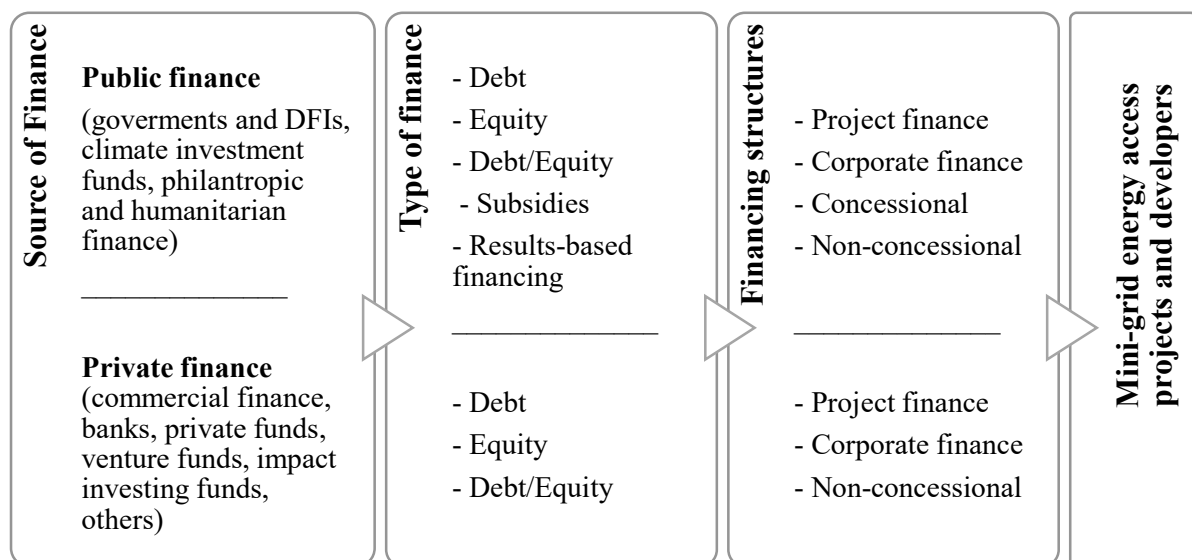 Source of Finance
Public finance
(goverments and DFIs,
climate investment
funds, philantropic
and humanitarian
finance)
Private finance
(commercial finance,
banks, private funds,
venture funds, impact
investing funds,
others)
Type of finance
- Debt
- Equity
- Debt/Equity
- Subsidies
- Results-based
financing
- Debt
- Equity
- Debt/Equity
Financing structures
- Project finance
- Corporate finance
- Concessional
- Non-concessional
- Project finance
- Corporate finance
- Non-concessional
Mini-grid energy access
projects and developers